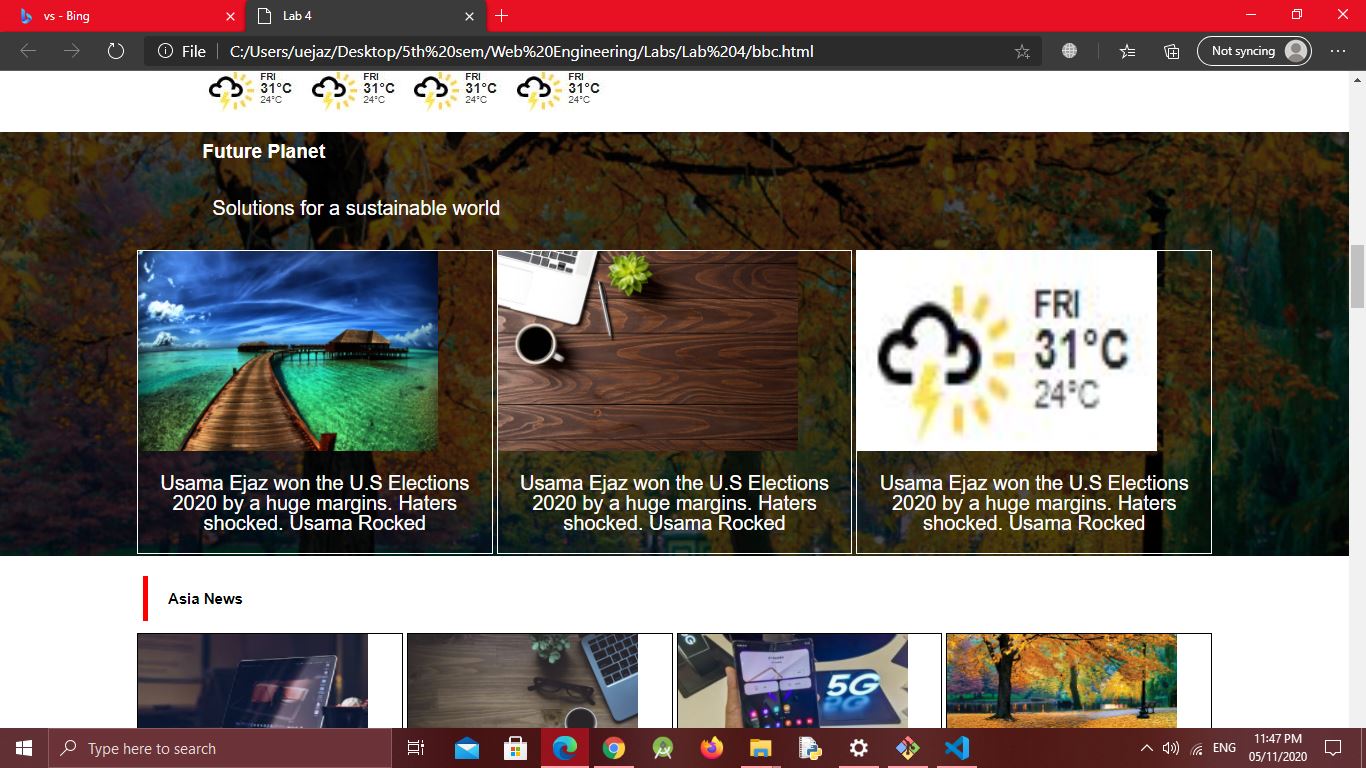 vs - Bing
Lab 4
File
C:/Users/uejaz/Desktop/5th%20sem/Web%20Engineering/Labs/Lab%204/bbc.html
Not syncing
FRI
31°C
24°C
FRI
31°C
24°C
FRI
31°C
24°C
FRI
31°C
24°C
Future Planet
Solutions for a sustainable world
FRI
31°C
24°C
Usama Ejaz won the U.S Elections
2020 by a huge margins. Haters
shocked. Usama Rocked
Usama Ejaz won the U.S Elections
2020 by a huge margins. Haters
shocked. Usama Rocked
Usama Ejaz won the U.S Elections
2020 by a huge margins. Haters
shocked. Usama Rocked
Asia News
5G
5G
Type here to search
ENG
11:47 PM
05/11/2020